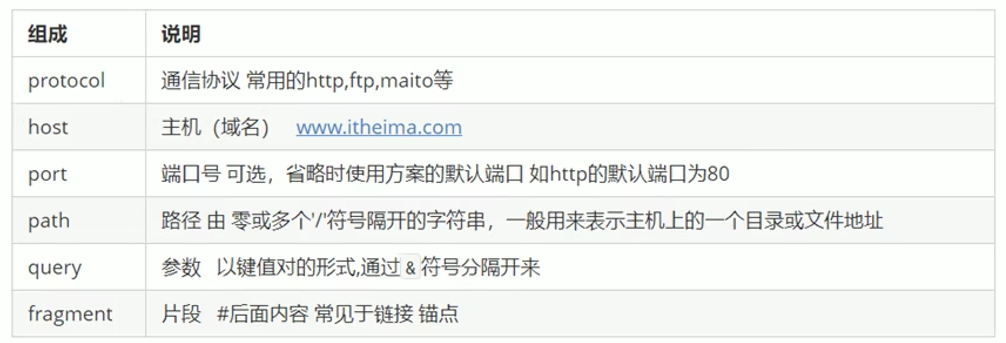 组成 说明
protocol 通信协议 常用的http,ftp,maito等
host 主机（域名） www.itheima.com
port 端口号 可选，省略时使用方案的默认端口 如http的默认端口为80
path 路径 由 零或多个'/'符号隔开的字符串，一般用来表示主机上的一个目录或文件地址
query 参数 以键值对的形式,通过&符号分隔开来
fragment 片段 #后面内容 常见于链接 锚点